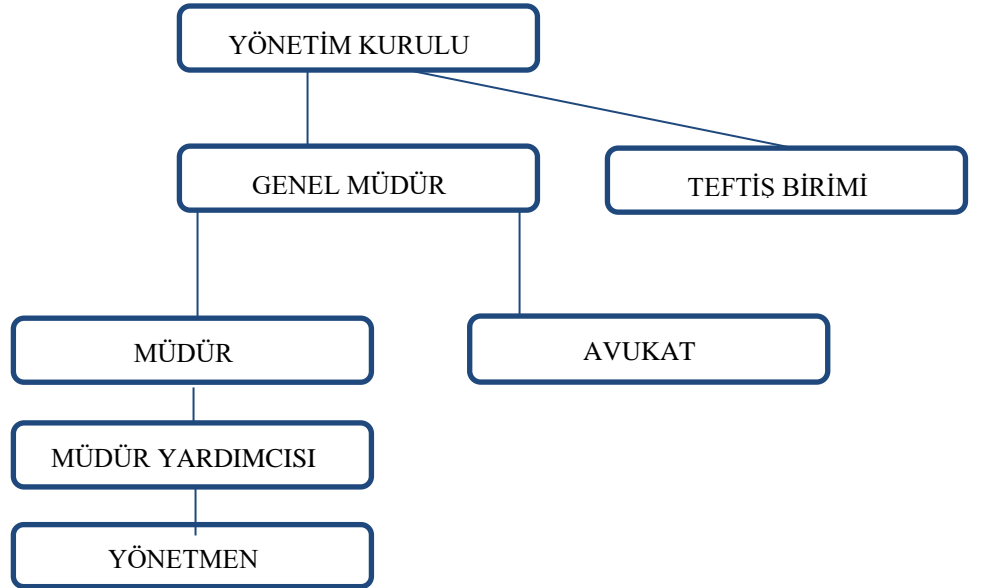 YÖNETİM KURULU
GENEL MÜDÜR
TEFTİŞ BİRİMİ
MÜDÜR
AVUKAT
MÜDÜR YARDIMCISI
YÖNETMEN